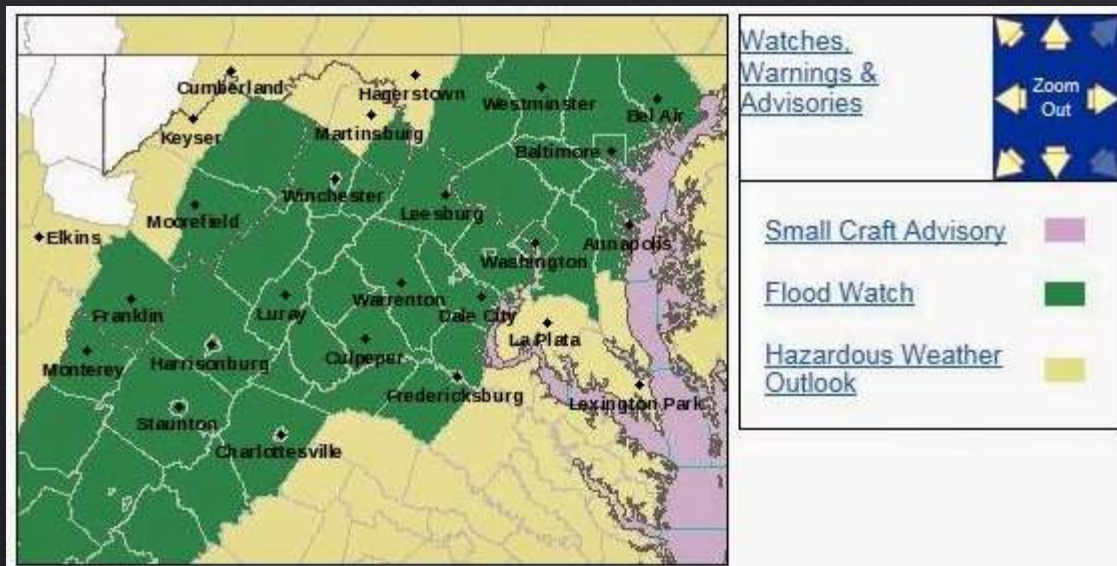 Cumberland
Hagerstown
Westminster
Bel Air
Keyser
Martinsburg
Baltimore
Winchester
Moorefield
Leesburg
Elkins
Annapolis
Washington
Franklin
Luray
Warrenton
Dale City
La Plata
Monterey
Harrisonburg
Culpeper
Fredericksburg
Lexington Park
Staunton
Charlottesville
Watches,
Warnings &
Advisories
Zoom
Out
Small Craft Advisory
Flood Watch
Hazardous Weather
Outlook